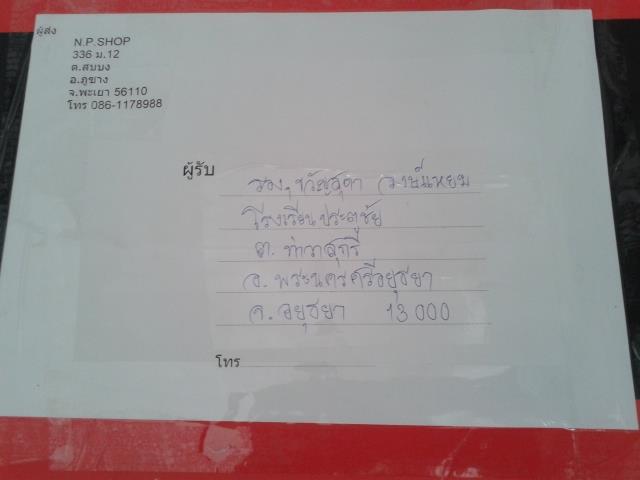 ผู้ส่ง
N.P.SHOP
336 ม.12
ต.สบบง
อ.ภูซาง
จ.พะเยา 56110
โทร 086-1178988
ผู้รับ
รอง.ขวัญสุดา วงษ์แหยม
โรงเรียนประตูชัย
ต. ท่าวาสุกรี
อ. พระนครศรีอยุธยา
จ. อยุธยา 13000
โทร